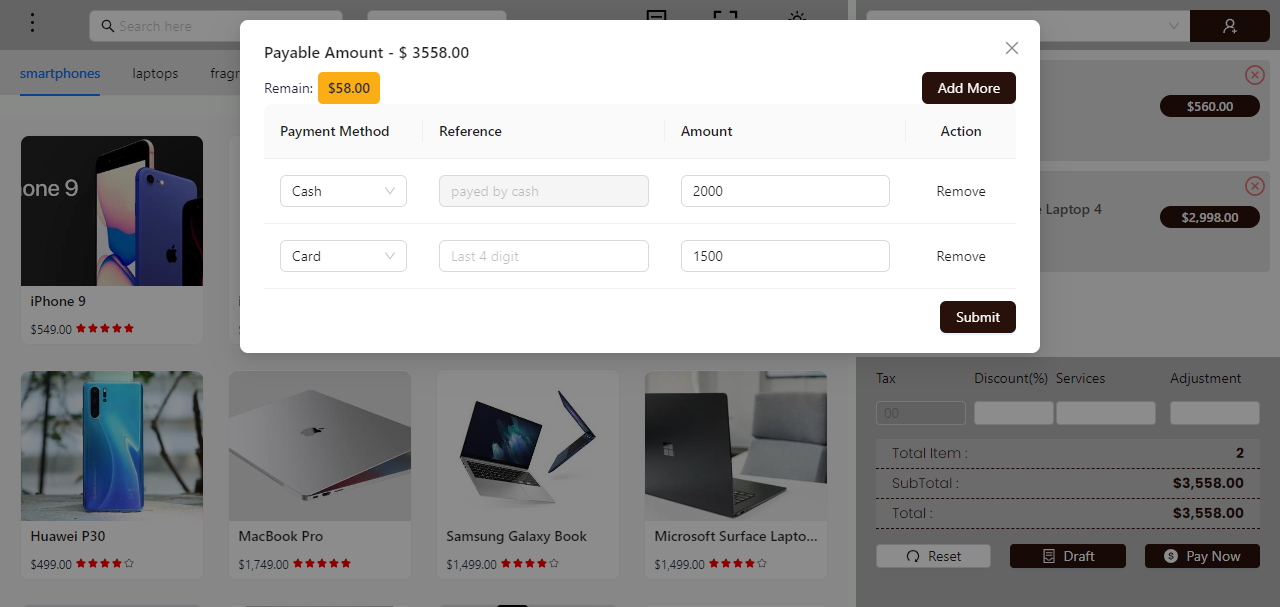 Search here
Payable Amount - $ 3558.00
Remain: $58.00
Add More
Payment Method Reference Amount Action
Cash payed by cash 2000 Remove
Card Last 4 digit 1500 Remove
Submit
smartphones laptops
one 9
iPhone 9
$549.00
$560.00
Laptop 4
$2,998.00
Huawei P30
$499.00
MacBook Pro
$1,749.00
Samsung Galaxy Book
$1,499.00
Microsoft Surface Lapto...
$1,499.00
Tax Discount(%) Services Adjustment
00
Total Item : 2
SubTotal : $3,558.00
Total : $3,558.00
Reset Draft Pay Now